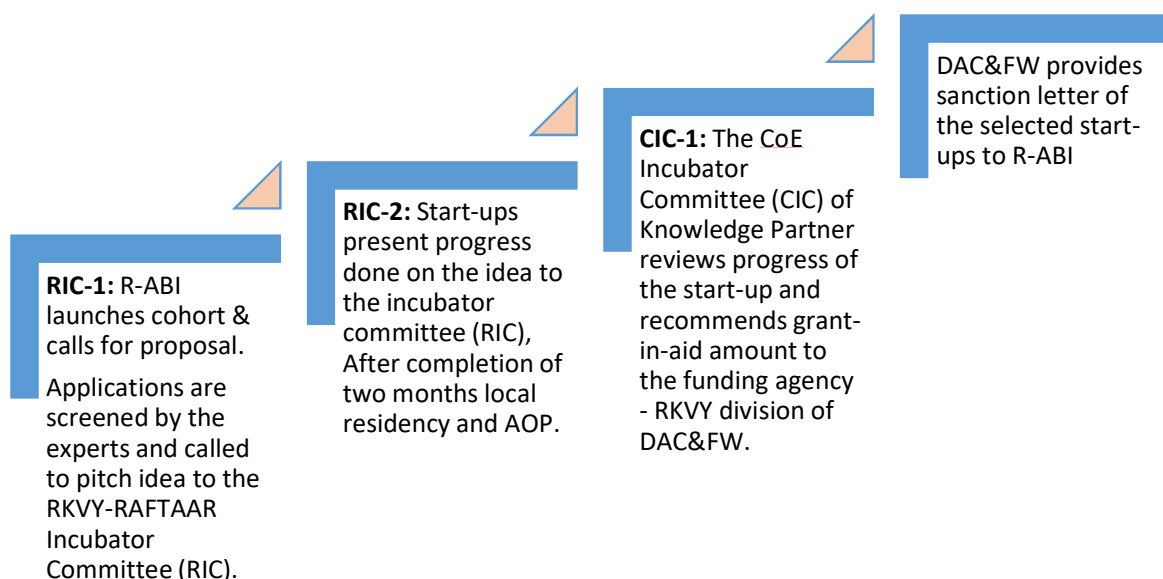 RIC-1: R-ABI
launches cohort &
calls for proposal.
Applications are
screened by the
experts and called
to pitch idea to the
RKVY-RAFTAAR
Incubator
Committee (RIC).
RIC-2: Start-ups
present progress
done on the idea to
the incubator
committee (RIC),
After completion of
two months local
residency and AOP.
CIC-1: The CoE
Incubator
Committee (CIC) of
Knowledge Partner
reviews progress of
the start-up and
recommends grant-
in-aid amount to
the funding agency
- RKVY division of
DAC&FW.
DAC&FW provides
sanction letter of
the selected start-
ups to R-ABI